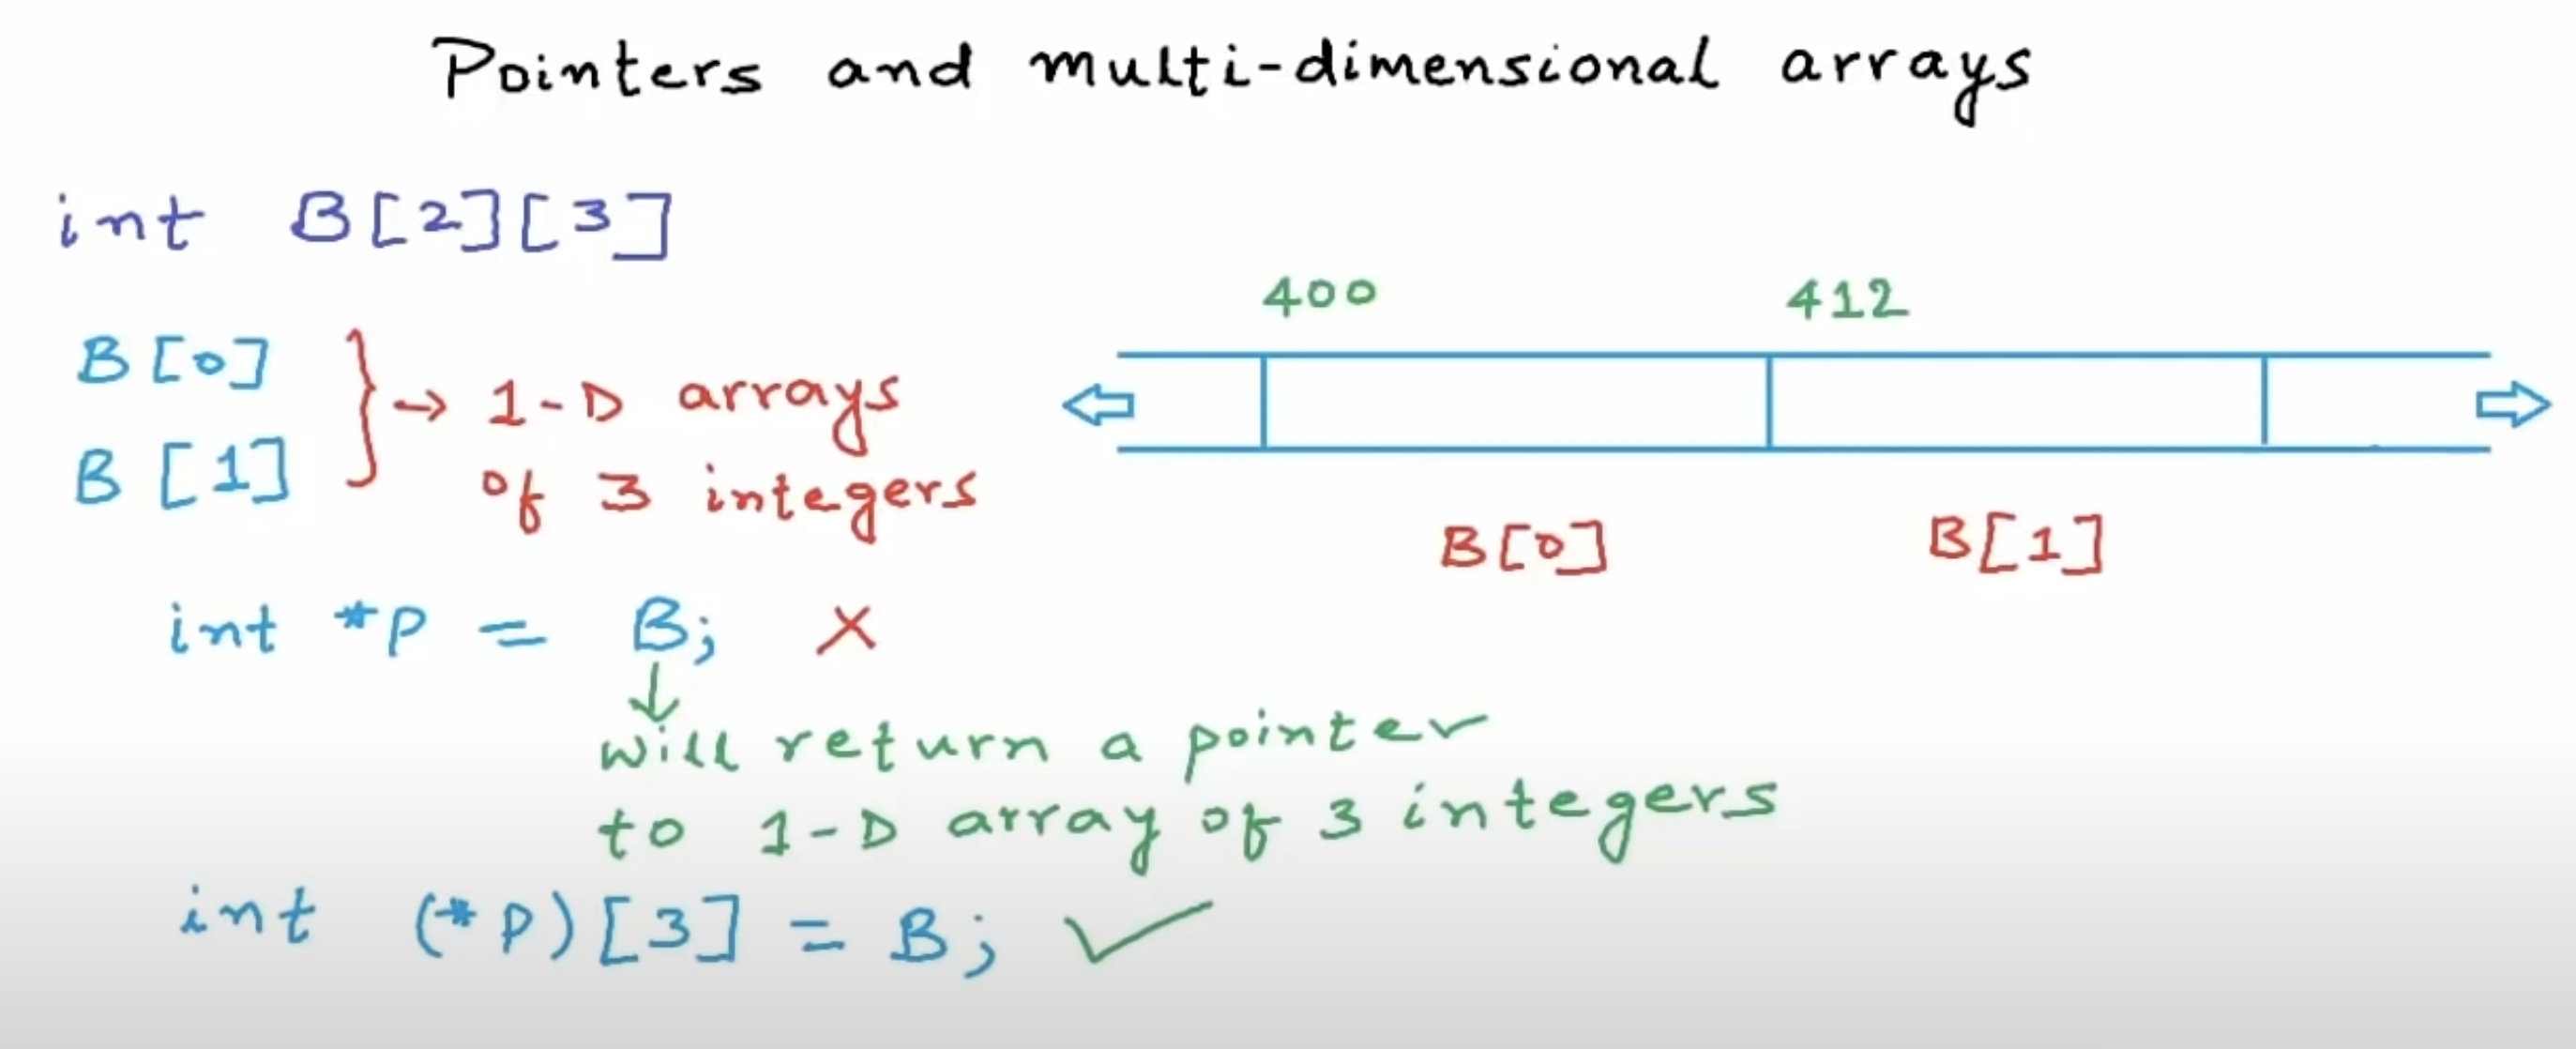 Pointers and multi-dimensional arrays
int B[2][3]
B[0]
B[1]
→ 1-D arrays
of 3 integers
400 412
B[0] B[1]
int *p = B; X
↓
will return a pointer
to 1-D array of 3 integers
int (*p)[3] = B; ✓